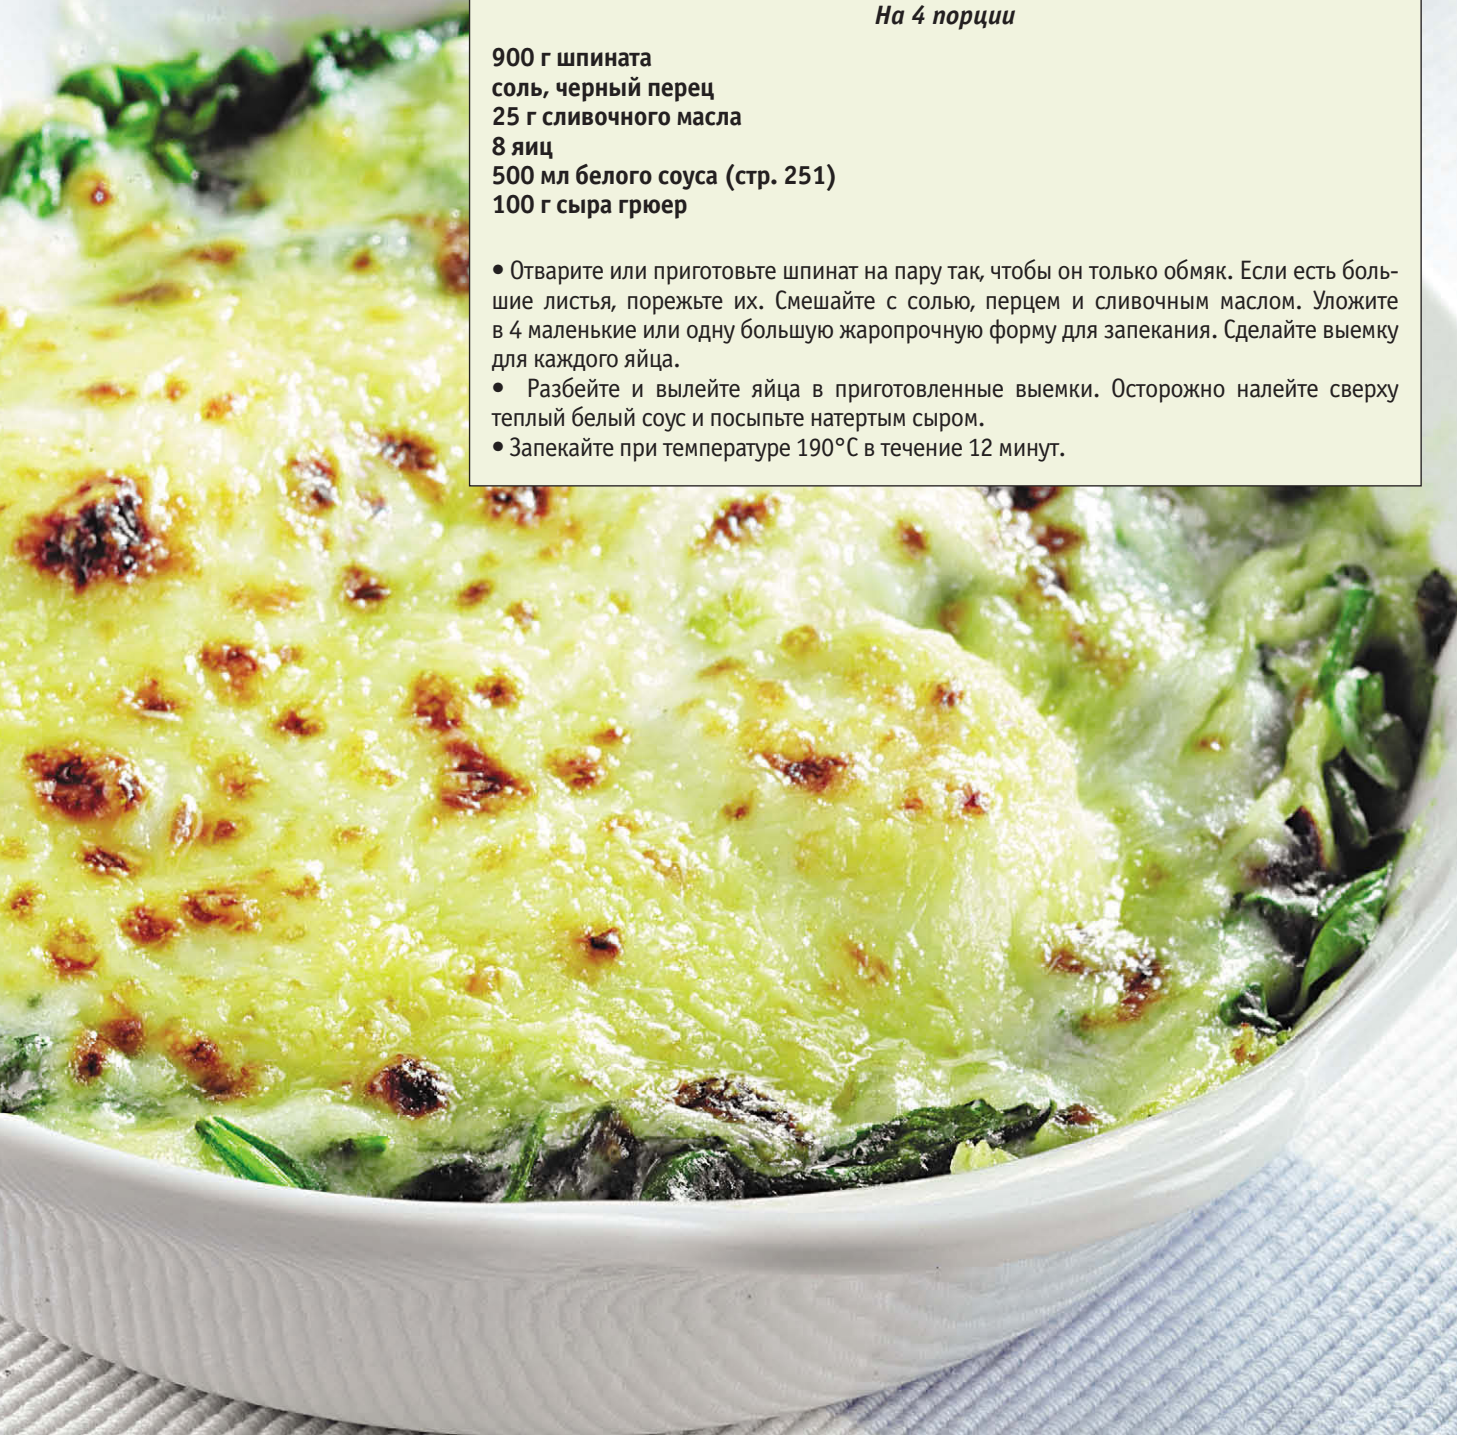 На 4 порции
900 г шпината
соль, черный перец
25 г сливочного масла
8 яиц
500 мл белого соуса (стр. 251)
100 г сыра грюер
• Отварите или приготовьте шпинат на пару так, чтобы он только обмяк. Если есть боль-
шие листья, порежьте их. Смешайте с солью, перцем и сливочным маслом. Уложите
в 4 маленькие или одну большую жаропрочную форму для запекания. Сделайте выемку
для каждого яйца.
• Разбейте и вылейте яйца в приготовленные выемки. Осторожно налейте сверху
теплый белый соус и посыпьте натертым сыром.
• Запекайте при температуре 190°С в течение 12 минут.